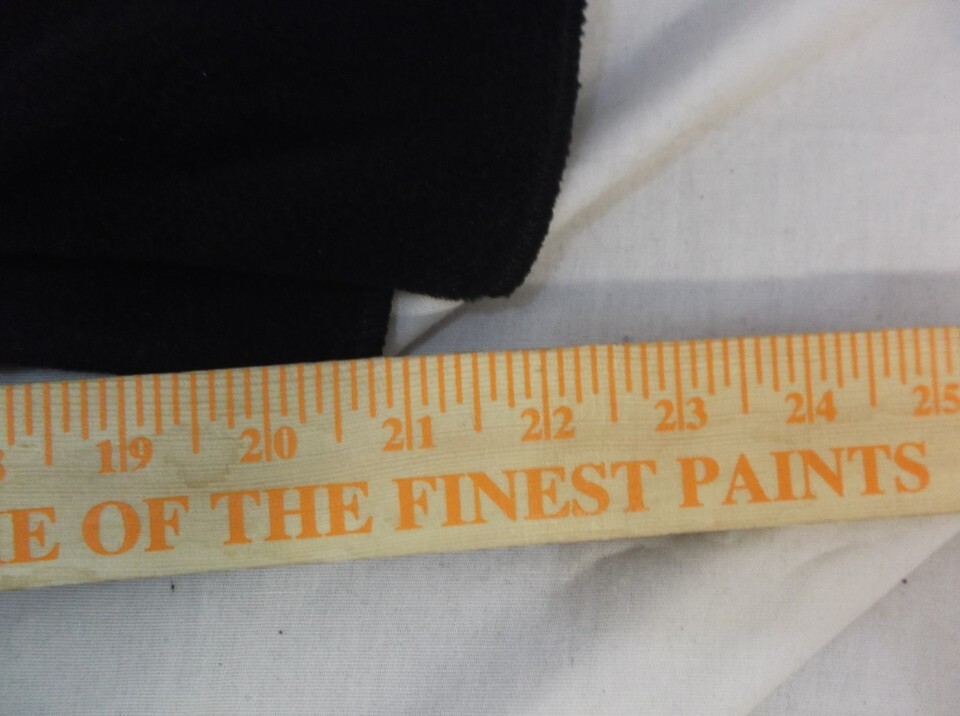 19 20 21 22 23 24 25
OF THE FINEST PAINTS